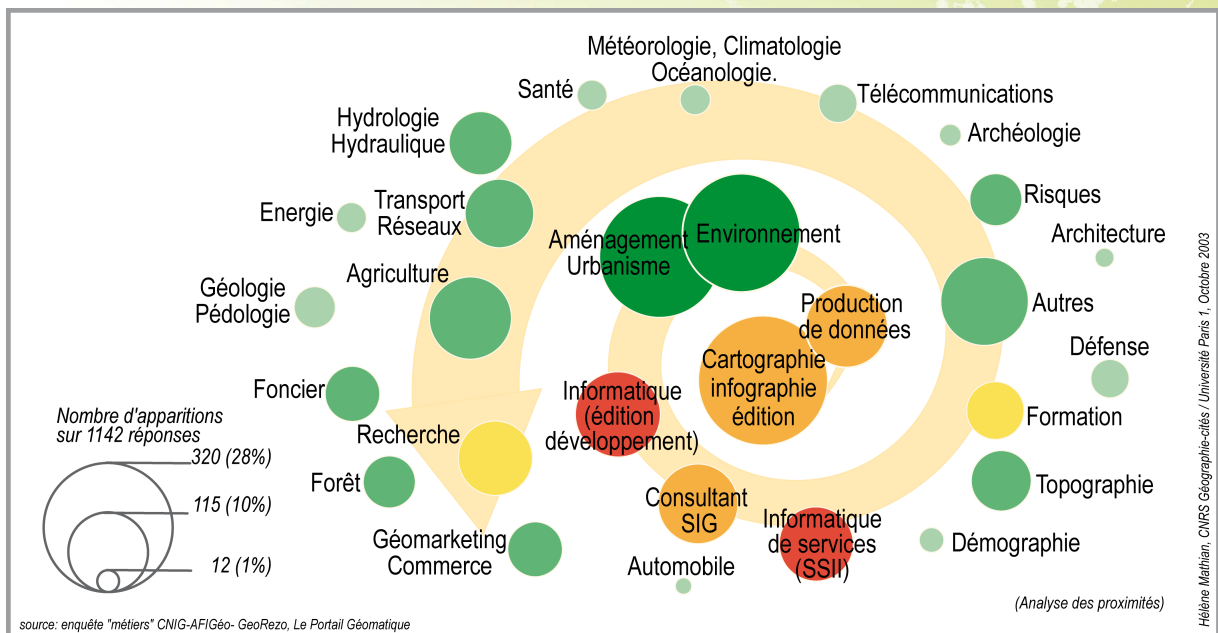 Météorologie, Climatologie
Océanologie.
Santé
Télécommunications
Hydrologie
Hydraulique
Archéologie
Energie
Transport
Réseaux
Risques
Aménagement
Urbanisme
Environnement
Architecture
Géologie
Pédologie
Agriculture
Production
de données
Autres
Cartographie
infographie
édition
Défense
Foncier
Informatique
(édition
développement)
Formation
Recherche
Nombre d'apparitions
sur 1142 réponses
320 (28%)
115 (10%)
12 (1%)
Forêt
Consultant
SIG
Topographie
Géomarketing
Commerce
Informatique
de services
(SSII)
Démographie
Automobile
(Analyse des proximités)
source: enquête "métiers" CNIG-AFIGéo- GeoRezo, Le Portail Géomatique
Hélène Mathian, CNRS Géographie-cités / Université Paris 1, Octobre 2003